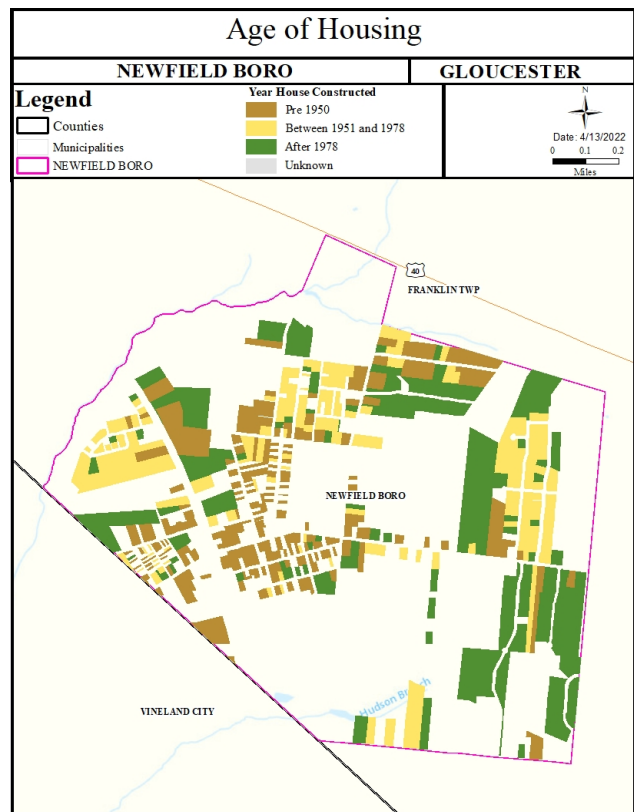 Age of Housing
NEWFIELD BORO
GLOUCESTER
Legend
Counties
Municipalities
NEWFIELD BORO
Year House Constructed
Pre 1950
Between 1951 and 1978
After 1978
Unknown
N
Date: 4/13/2022
0 0.1 0.2
Miles
40
FRANKLIN TWP
NEWFIELD BORO
Hudson Branch
VINELAND CITY